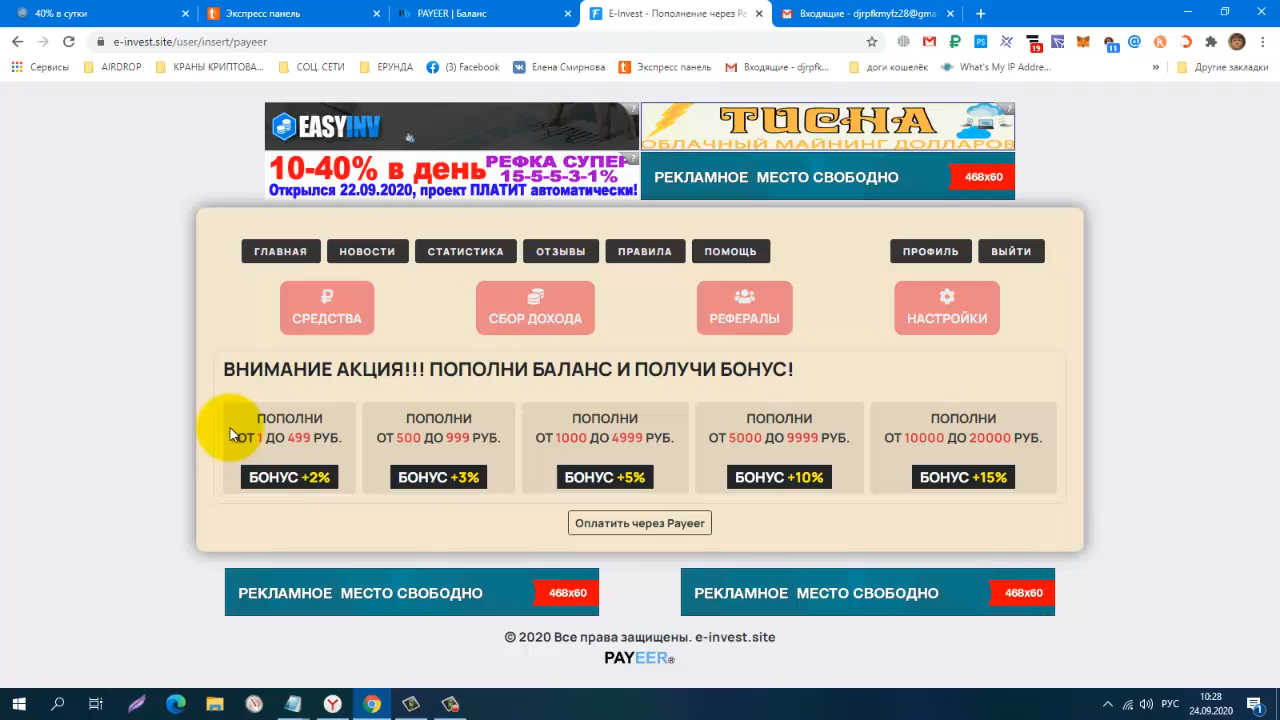 40% в сутки
Экспресс панель
PAYEER | Баланс
E-Invest - Пополнение через Pa
Входящие - djrpfkmyfz28@gmai
e-invest.site/user/insert/payeer
19
11
Сервисы
AIRDROP
КРАНЫ КРИПТОВА...
СОЦ. СЕТИ
ЕРУНДА
(3) Facebook
Елена Смирнова
Экспресс панель
Входящие - djrpfk...
доги кошелёк
What's My IP Addre...
»
Другие закладки
EASYINV
TUCHA
ОБЛАЧНЫЙ МАЙНИНГ ДОЛЛАРОВ
10-40% в день
РЕФКА СУПЕР
15-5-5-3-1%
Открылся 22.09.2020, проект ПЛАТИТ автоматически!
РЕКЛАМНОЕ МЕСТО СВОБОДНО
468x60
ГЛАВНАЯ
НОВОСТИ
СТАТИСТИКА
ОТЗЫВЫ
ПРАВИЛА
ПОМОЩЬ
ПРОФИЛЬ
ВЫЙТИ
СРЕДСТВА
СБОР ДОХОДА
РЕФЕРАЛЫ
НАСТРОЙКИ
ВНИМАНИЕ АКЦИЯ!!! ПОПОЛНИ БАЛАНС И ПОЛУЧИ БОНУС!
ПОПОЛНИ
ОТ 1 ДО 499 РУБ.
БОНУС +2%
ПОПОЛНИ
ОТ 500 ДО 999 РУБ.
БОНУС +3%
ПОПОЛНИ
ОТ 1000 ДО 4999 РУБ.
БОНУС +5%
ПОПОЛНИ
ОТ 5000 ДО 9999 РУБ.
БОНУС +10%
ПОПОЛНИ
ОТ 10000 ДО 20000 РУБ.
БОНУС +15%
Оплатить через Payeer
РЕКЛАМНОЕ МЕСТО СВОБОДНО
468x60
РЕКЛАМНОЕ МЕСТО СВОБОДНО
468x60
© 2020 Все права защищены. e-invest.site
PAYEER®
РУС
10:28
24.09.2020
1